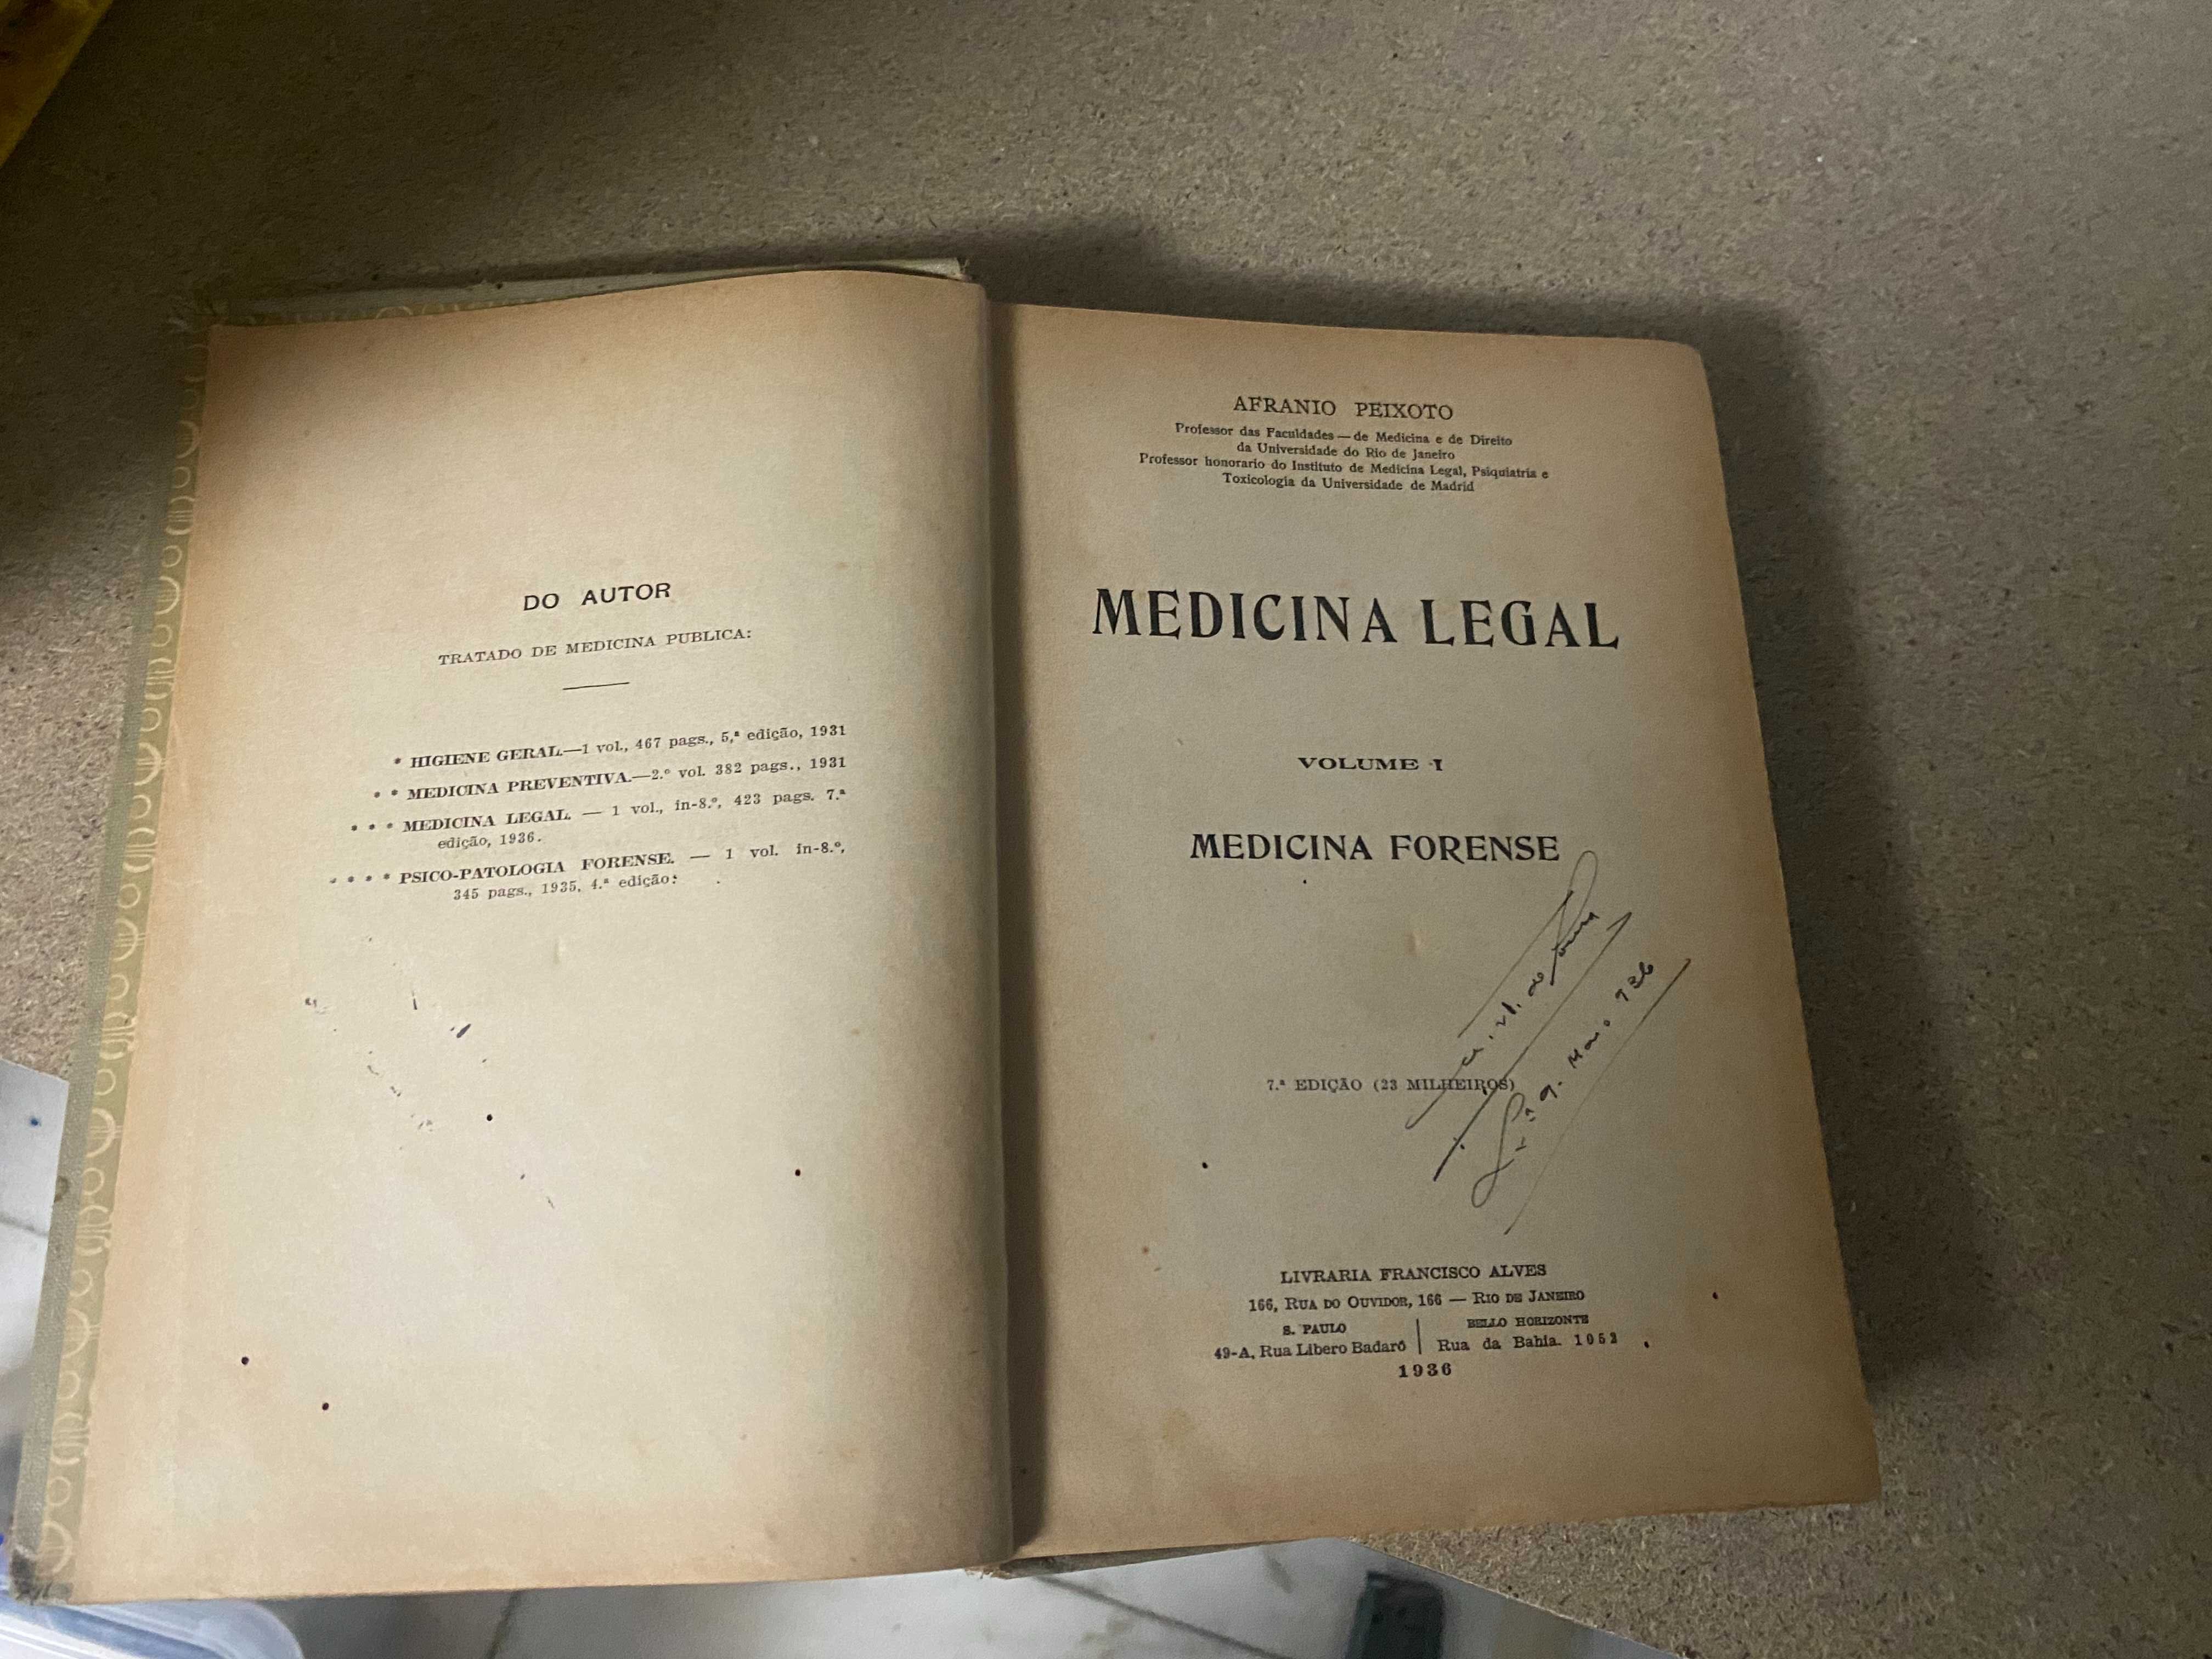 DO AUTOR
TRATADO DE MEDICINA PUBLICA:
* HIGIENE GERAL.—1 vol., 467 pags., 5,ª edição, 1931
* * MEDICINA PREVENTIVA.—2.º vol. 382 pags., 1931
* * * MEDICINA LEGAL. — 1 vol., in-8.º, 423 pags. 7.ª
edição, 1936.
* * * * PSICO-PATOLOGIA FORENSE. — 1 vol. in-8.º,
345 pags., 1935, 4.ª edição:
AFRANIO PEIXOTO
Professor das Faculdades — de Medicina e de Direito
da Universidade do Rio de Janeiro
Professor honorario do Instituto de Medicina Legal, Psiquiatria e
Toxicologia da Universidade de Madrid
MEDICINA LEGAL
VOLUME I
MEDICINA FORENSE
de
Maio 936
7.ª EDIÇÃO (23 MILHEIROS)
LIVRARIA FRANCISCO ALVES
166, RUA DO OUVIDOR, 166 — RIO DE JANEIRO
S. PAULO
49-A, Rua Libero Badaró
BELLO HORIZONTE
Rua da Bahia. 1052
1936